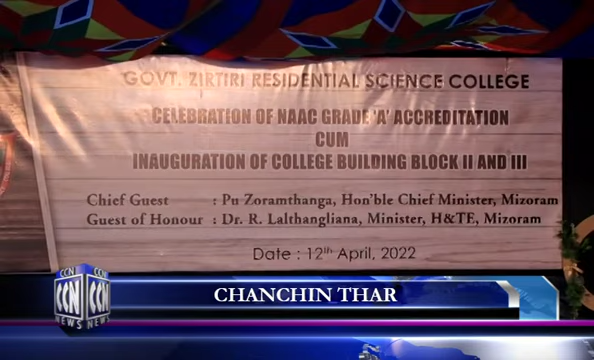 GOVT. ZIRTIRI RESIDENTIAL SCIENCE COLLEGE
CELEBRATION OF NAAC GRADE 'A' ACCREDITATION
CUM
INAUGURATION OF COLLEGE BUILDING BLOCK II AND III
Chief Guest : Pu Zoramthanga, Hon'ble Chief Minister, Mizoram
Guest of Honour : Dr. R. Lalthangliana, Minister, H&TE, Mizoram
Date : 12th April, 2022
CCN CCN
CCN CCN
NEWS NEWS
CHANCHIN THAR